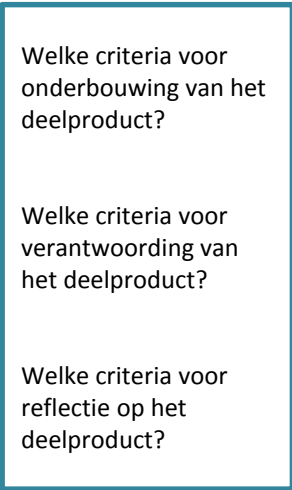 Welke criteria voor
onderbouwing van het
deelproduct?
Welke criteria voor
verantwoording van
het deelproduct?
Welke criteria voor
reflectie op het
deelproduct?